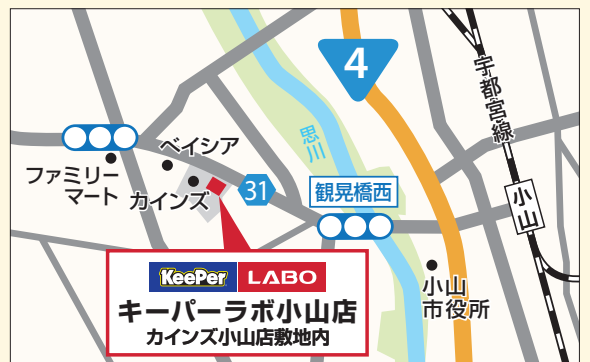 4
宇都宮線
思川
ベイシア
ファミリー
マート
カインズ
31
観晃橋西
小山
小山
市役所
KeePer LABO
キーパーラボ小山店
カインズ小山店敷地内